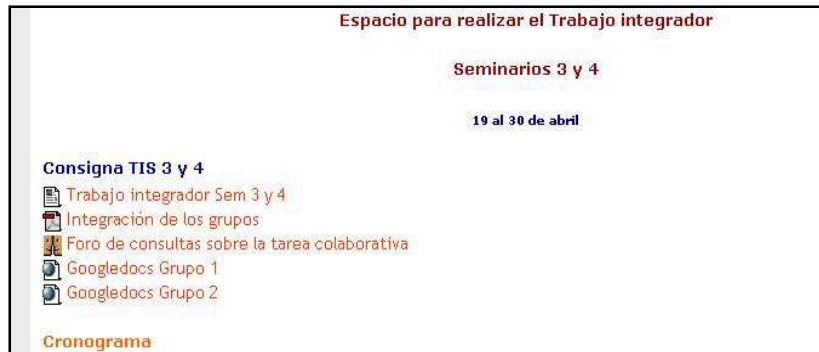 Espacio para realizar el Trabajo integrador
Seminarios 3 y 4
19 al 30 de abril
Consigna TIS 3 y 4
Trabajo integrador Sem 3 y 4
Integración de los grupos
Foro de consultas sobre la tarea colaborativa
Googledocs Grupo 1
Googledocs Grupo 2
Cronograma